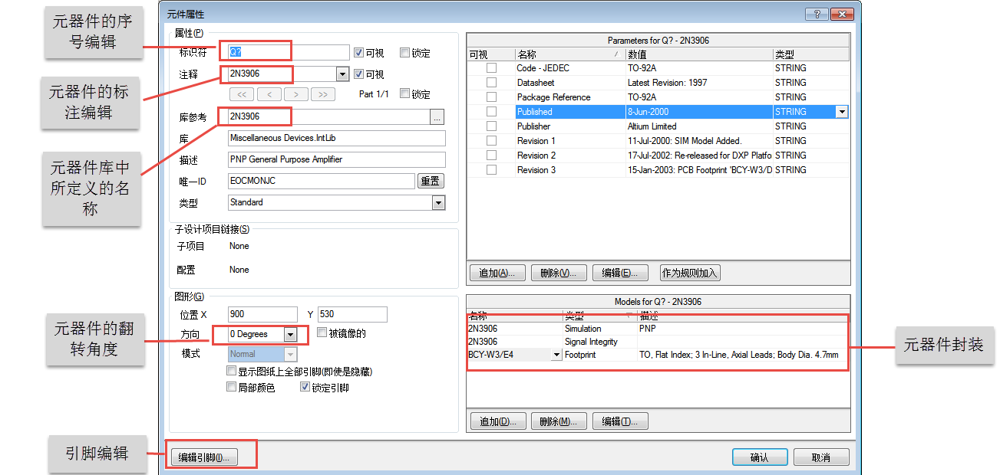 元件属性
元器件的序
号编辑
元器件的标
注编辑
元器件库中
所定义的名
称
元器件的翻
转角度
引脚编辑
元器件封装
属性(P)
标识符 Q? 可视 锁定
注释 2N3906 可视
<< < > >> Part 1/1 锁定
库参考 2N3906 ...
库 Miscellaneous Devices.IntLib
描述 PNP General Purpose Amplifier
唯一ID EOCMONJC 重置
类型 Standard
子设计项目链接(S)
子项目 None
配置 None
图形(G)
位置 X 900 Y 530
方向 0 Degrees 被镜像的
模式 Normal
显示图纸上全部引脚(即使是隐藏)
局部颜色 锁定引脚
Parameters for Q? - 2N3906
可视 名称 / 数值 类型
Code - JEDEC TO-92A STRING
Datasheet Latest Revision: 1997 STRING
Package Reference TO-92A STRING
Published 8-Jun-2000 STRING
Publisher Altium Limited STRING
Revision 1 11-Jul-2000: SIM Model Added. STRING
Revision 2 17-Jul-2002: Re-released for DXP Platfo STRING
Revision 3 15-Jan-2003: PCB Footprint 'BCY-W3/D STRING
追加(A)... 删除(V)... 编辑(E)... 作为规则加入
Models for Q? - 2N3906
名称 类型 描述
2N3906 Simulation PNP
2N3906 Signal Integrity
BCY-W3/E4 Footprint TO, Flat Index; 3 In-Line, Axial Leads; Body Dia. 4.7mm
追加(D)... 删除(M)... 编辑(T)...
编辑引脚(I)... 确认 取消